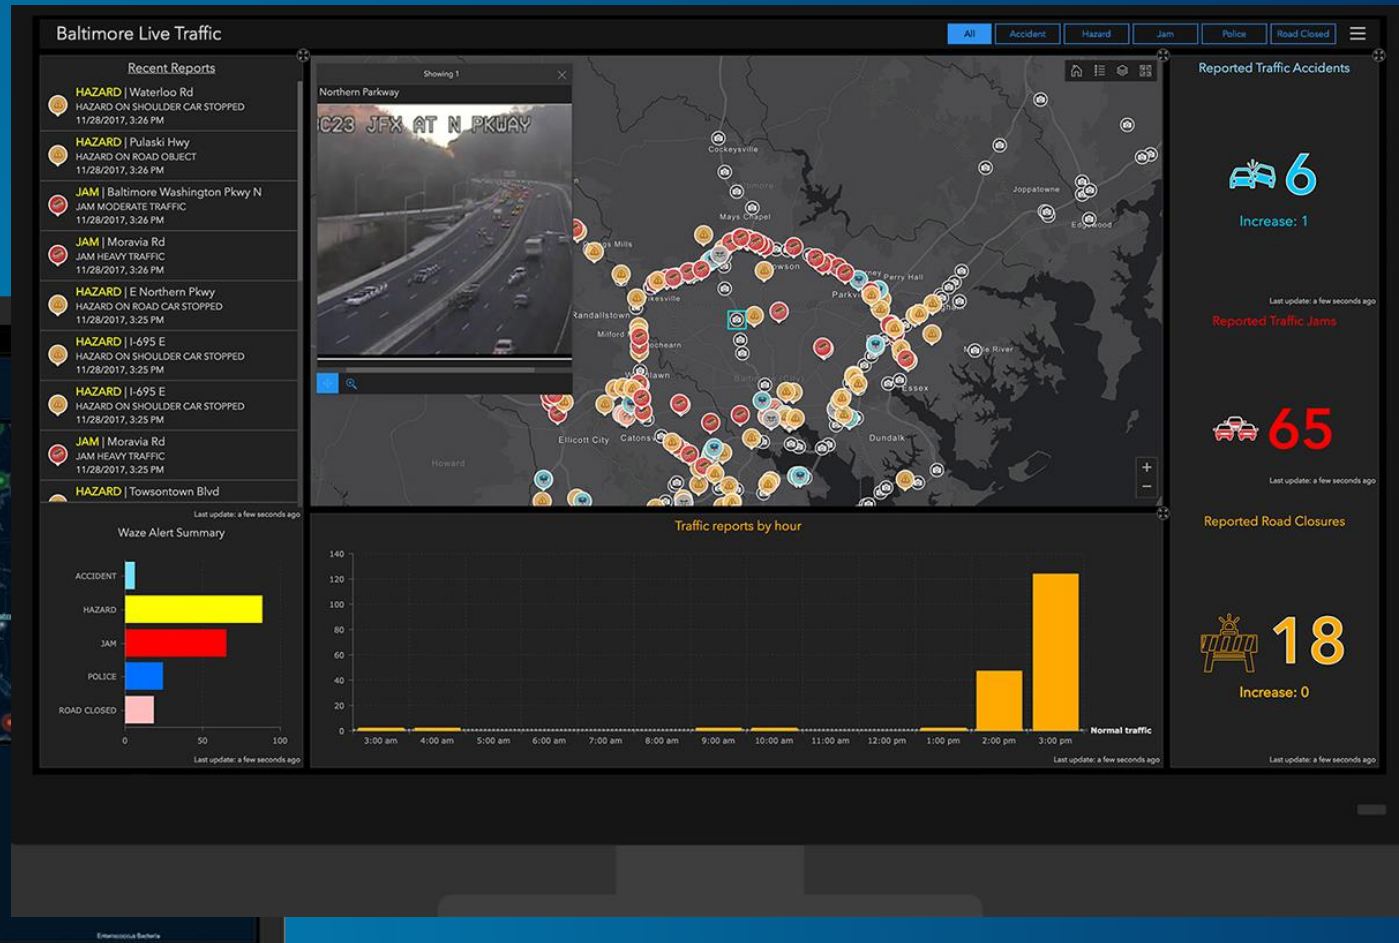 Baltimore Live Traffic
All
Accident
Hazard
Jam
Police
Road Closed
Recent Reports
HAZARD | Waterloo Rd
HAZARD ON SHOULDER CAR STOPPED
11/28/2017, 3:26 PM
HAZARD | Pulaski Hwy
HAZARD ON ROAD OBJECT
11/28/2017, 3:26 PM
JAM | Baltimore Washington Pkwy N
JAM MODERATE TRAFFIC
11/28/2017, 3:26 PM
JAM | Moravia Rd
JAM HEAVY TRAFFIC
11/28/2017, 3:26 PM
HAZARD | E Northern Pkwy
HAZARD ON ROAD CAR STOPPED
11/28/2017, 3:25 PM
HAZARD | I-695 E
HAZARD ON SHOULDER CAR STOPPED
11/28/2017, 3:25 PM
HAZARD | I-695 E
HAZARD ON SHOULDER CAR STOPPED
11/28/2017, 3:25 PM
JAM | Moravia Rd
JAM HEAVY TRAFFIC
11/28/2017, 3:25 PM
HAZARD | Towsontown Blvd
Last update: a few seconds ago
Waze Alert Summary
ACCIDENT
HAZARD
JAM
POLICE
ROAD CLOSED
0 50 100
Last update: a few seconds ago
Showing 1
Northern Parkway
C23 JFX AT N PKWAY
Cockeysville
Mays Chapel
Joppatowne
Edgewood
Perry Hall
Randallstown
Milford
Essex
Ellicott City
Dundalk
Howard
Baltimore (City)
+
−
Traffic reports by hour
140
120
100
80
60
40
20
0
3:00 am 4:00 am 5:00 am 6:00 am 7:00 am 8:00 am 9:00 am 10:00 am 11:00 am 12:00 pm 1:00 pm 2:00 pm 3:00 pm
Normal traffic
Last update: a few seconds ago
Reported Traffic Accidents
6
Increase: 1
Last update: a few seconds ago
Reported Traffic Jams
65
Last update: a few seconds ago
Reported Road Closures
18
Increase: 0
Last update: a few seconds ago
Enterococcus Bacteria